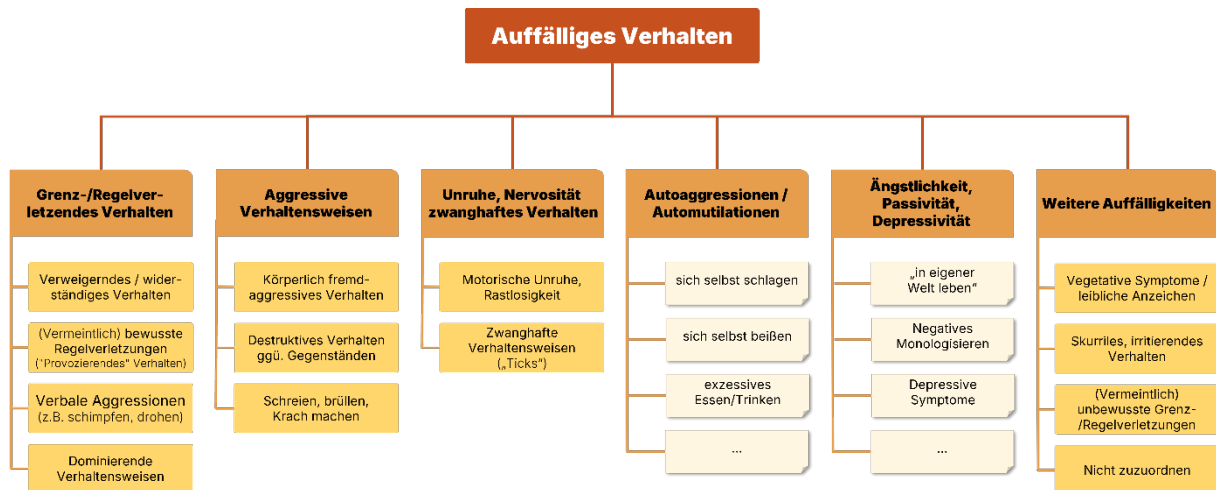 Auffälliges Verhalten
Grenz-/Regelver-
letzendes Verhalten
Verweigerndes / wider-
ständiges Verhalten
(Vermeintlich) bewusste
Regelverletzungen
("Provozierendes" Verhalten)
Verbale Aggressionen
(z.B. schimpfen, drohen)
Dominierende
Verhaltensweisen
Aggressive
Verhaltensweisen
Körperlich fremd-
aggressives Verhalten
Destruktives Verhalten
ggü. Gegenständen
Schreien, brüllen,
Krach machen
Unruhe, Nervosität
zwanghaftes Verhalten
Motorische Unruhe,
Rastlosigkeit
Zwanghafte
Verhaltensweisen
(„Ticks“)
Autoaggressionen /
Automutilationen
sich selbst schlagen
sich selbst beißen
exzessives
Essen/Trinken
...
Ängstlichkeit,
Passivität,
Depressivität
„in eigener
Welt leben“
Negatives
Monologisieren
Depressive
Symptome
...
Weitere Auffälligkeiten
Vegetative Symptome /
leibliche Anzeichen
Skurriles, irritierendes
Verhalten
(Vermeintlich)
unbewusste Grenz-
/Regelverletzungen
Nicht zuzuordnen